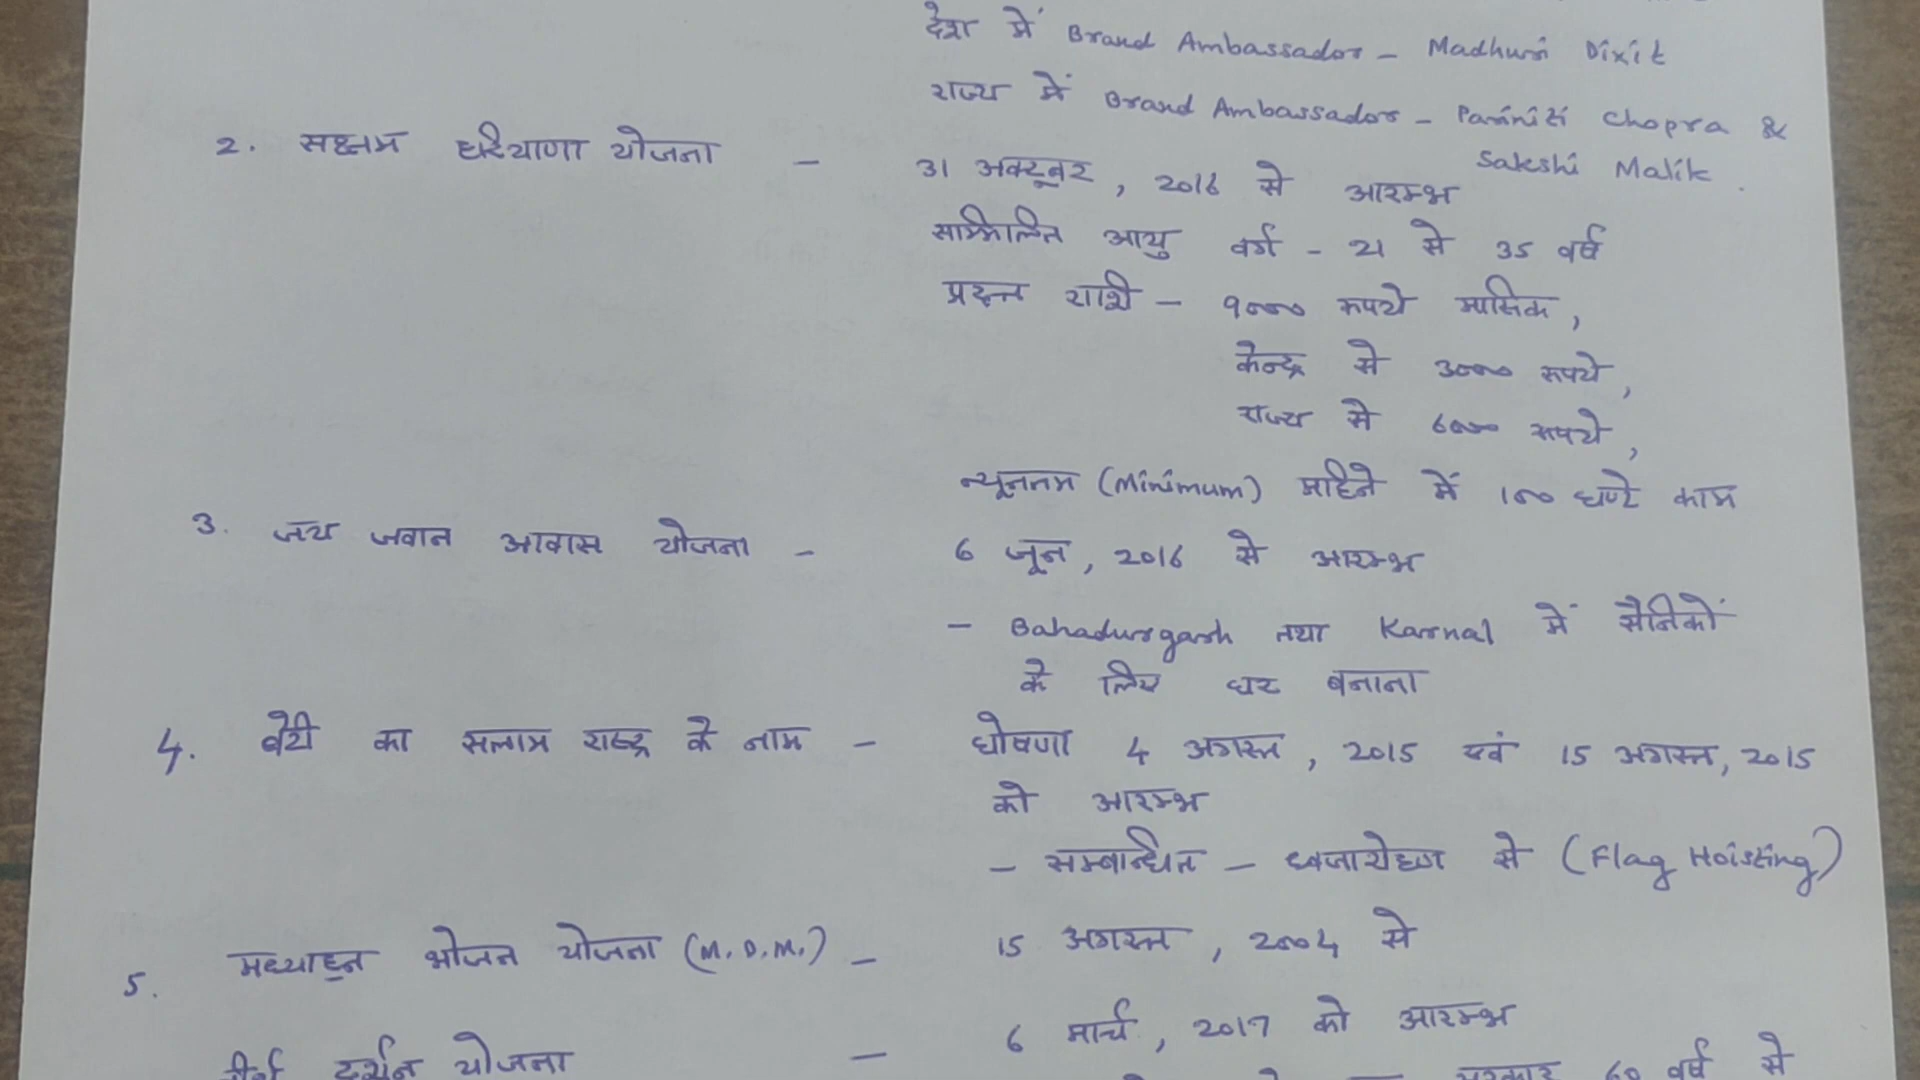 देश में Brand Ambassador - Madhuri Dixit
राज्य में Brand Ambassador - Pariniti Chopra &
Sakshi Malik.
2. सक्षम हरियाणा योजना - 31 अक्टूबर, 2016 से आरम्भ
सम्मिलित आयु वर्ग - 21 से 35 वर्ष
प्रदत्त राशि - 9000 रुपये मासिक,
केन्द्र से 3000 रुपये,
राज्य से 6000 रुपये,
न्यूनतम (Minimum) महिने में 100 घण्टे काम
3. जय जवान आवास योजना - 6 जून, 2016 से आरम्भ
- Bahadurgarh तथा Karnal में सैनिकों
के लिए घर बनाना
4. बेटी का सलाम राष्ट्र के नाम - घोषणा 4 अगस्त, 2015 एवं 15 अगस्त, 2015
को आरम्भ
- सम्बन्धित - ध्वजारोहण से (Flag Hoisting)
5. मध्याह्न भोजन योजना (M.D.M.) - 15 अगस्त, 2004 से
दर्शन योजना - 6 मार्च, 2017 को आरम्भ
सरकार 60 वर्ष से